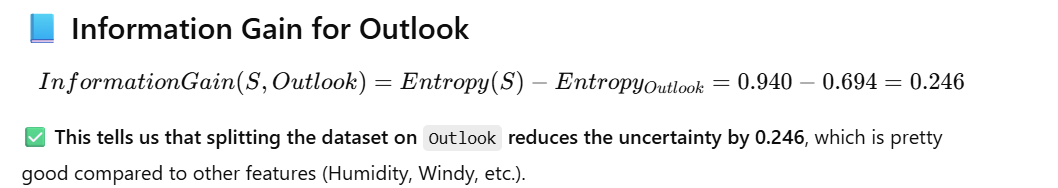 📘 Information Gain for Outlook
InformationGain(S, Outlook) = Entropy(S) − Entropy_Outlook = 0.940 − 0.694 = 0.246
✅ This tells us that splitting the dataset on Outlook reduces the uncertainty by 0.246, which is pretty
good compared to other features (Humidity, Windy, etc.).